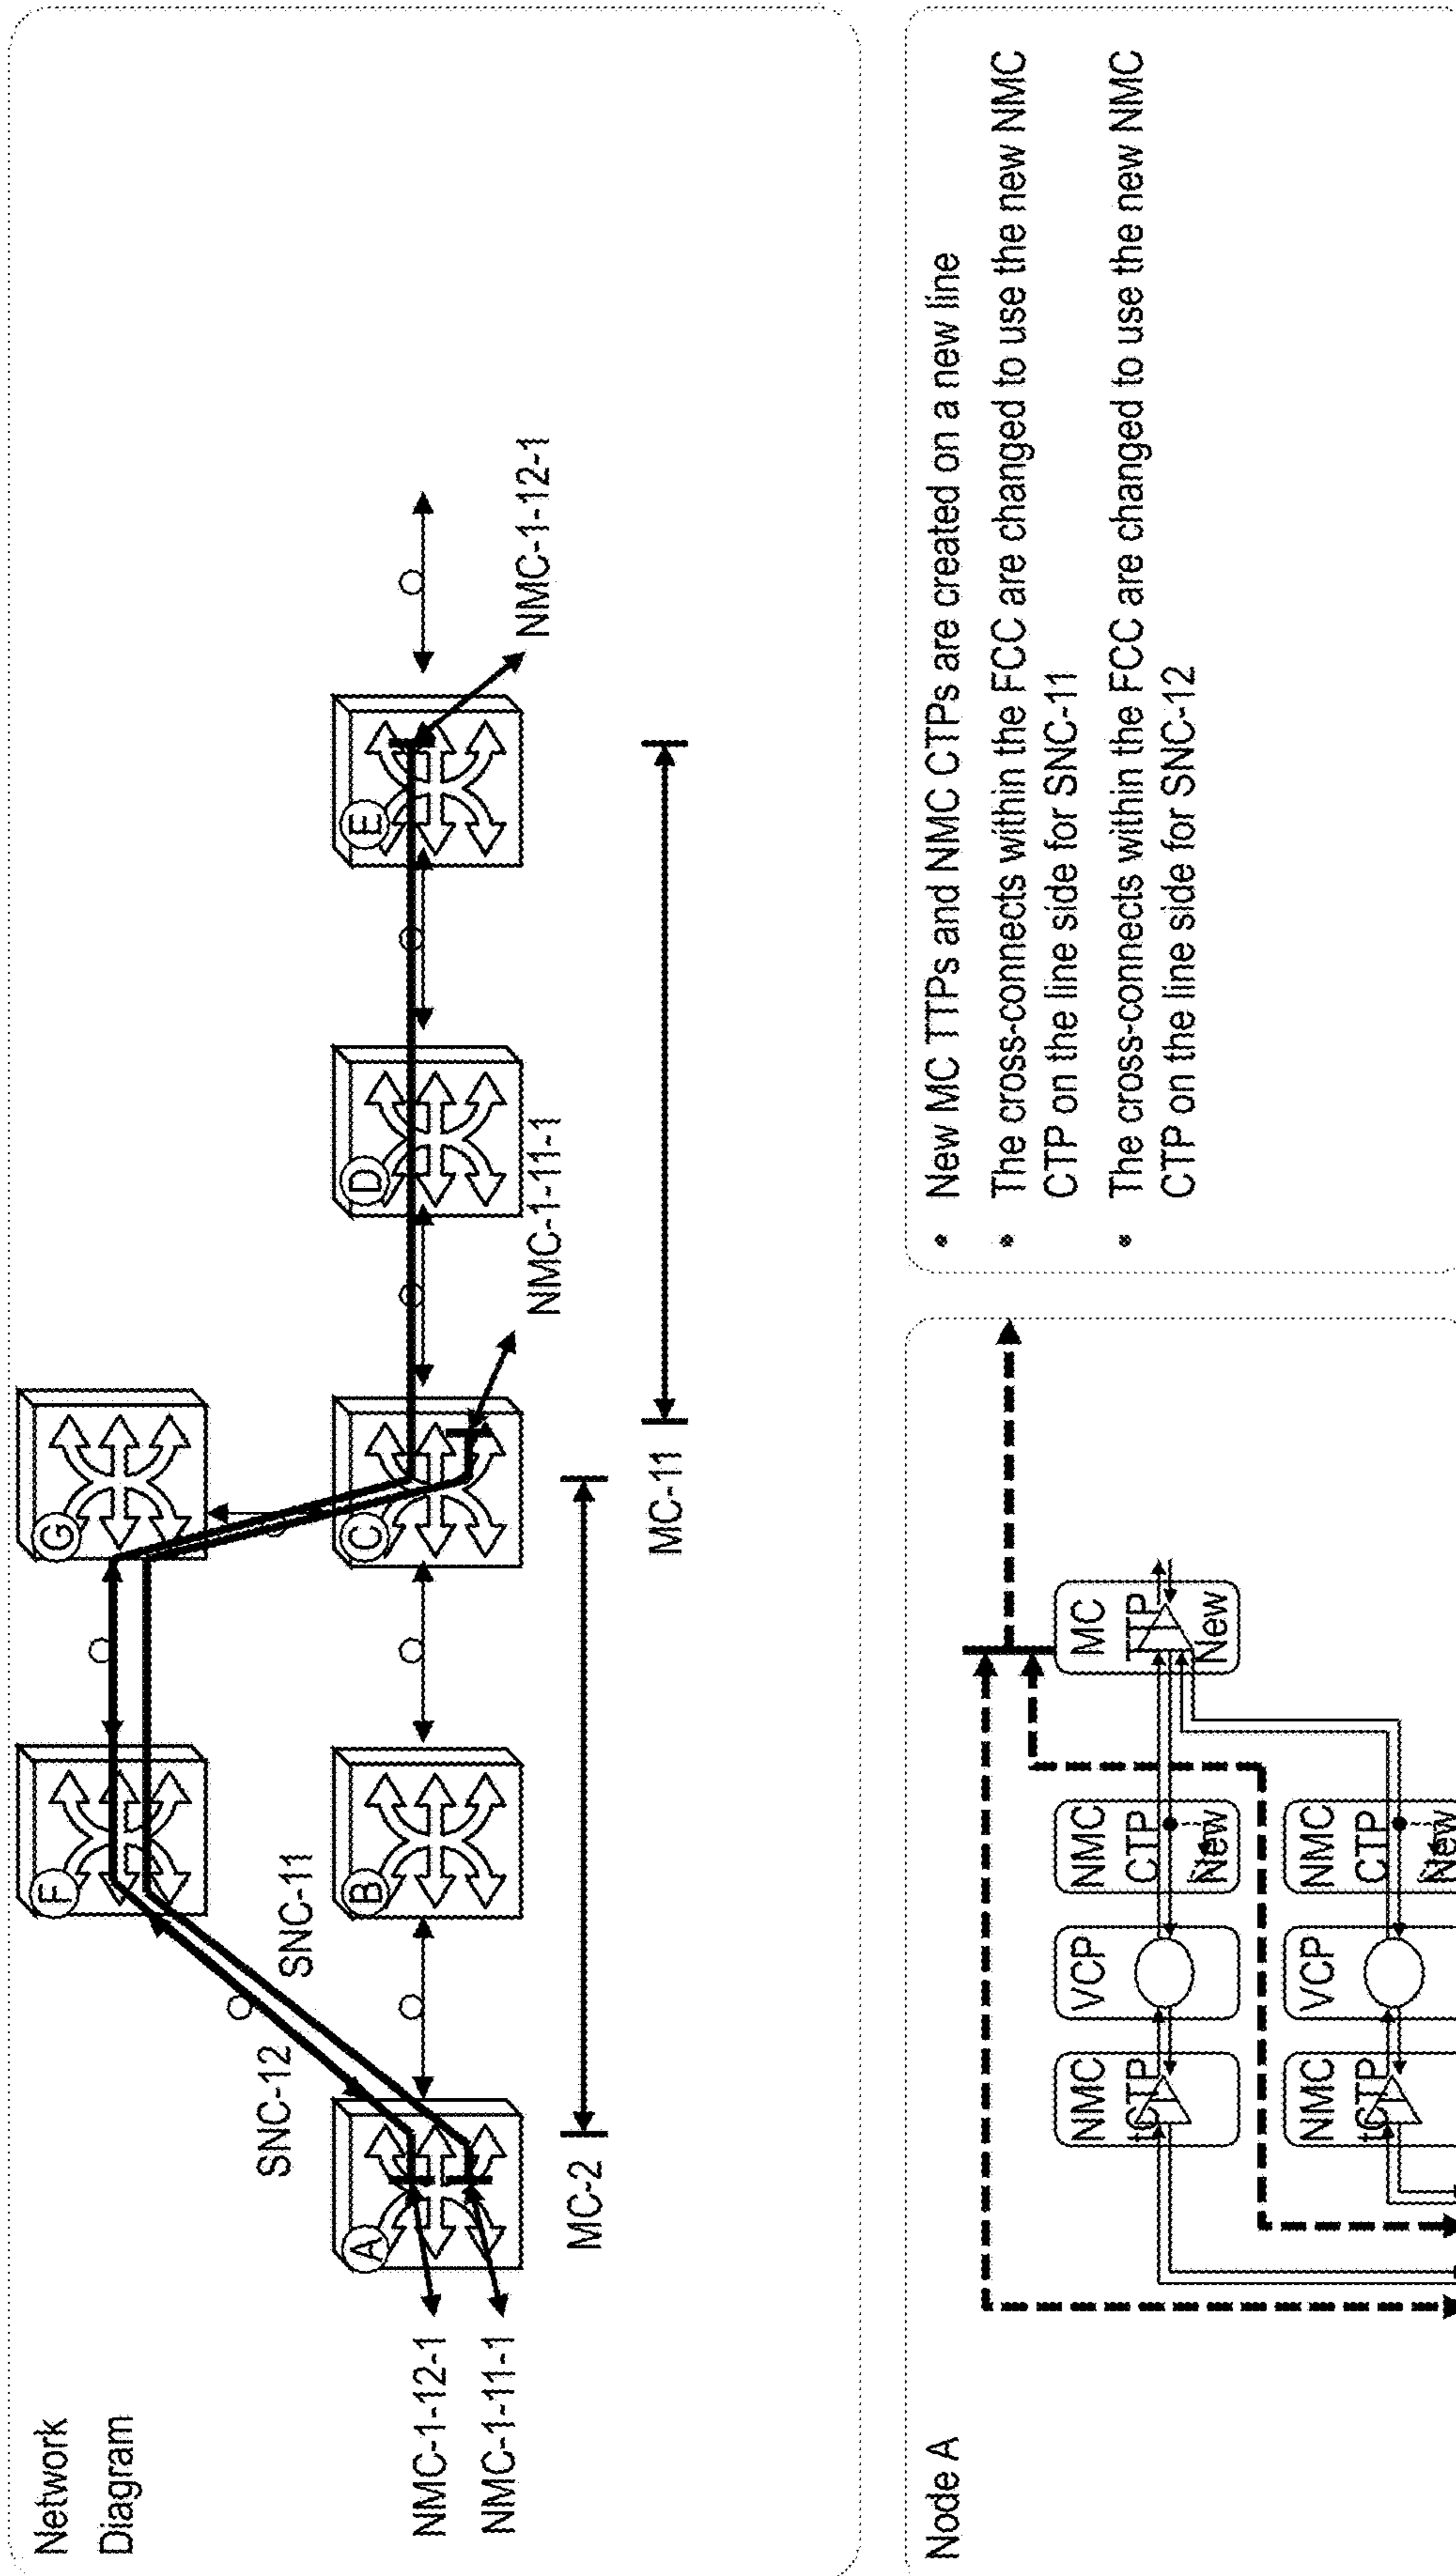 Network
Diagram
G
F
SNC-12
SNC-11
A
B
C
D
E
NMC-1-12-1
NMC-1-11-1
NMC-1-11-1
NMC-1-12-1
MC-2
MC-11
Node A
NMC
tCTP
VCP
NMC
CTP
New
MC
TTP
New
NMC
tCTP
VCP
NMC
CTP
New
• New MC TTPs and NMC CTPs are created on a new line
• The cross-connects within the FCC are changed to use the new NMC
CTP on the line side for SNC-11
• The cross-connects within the FCC are changed to use the new NMC
CTP on the line side for SNC-12